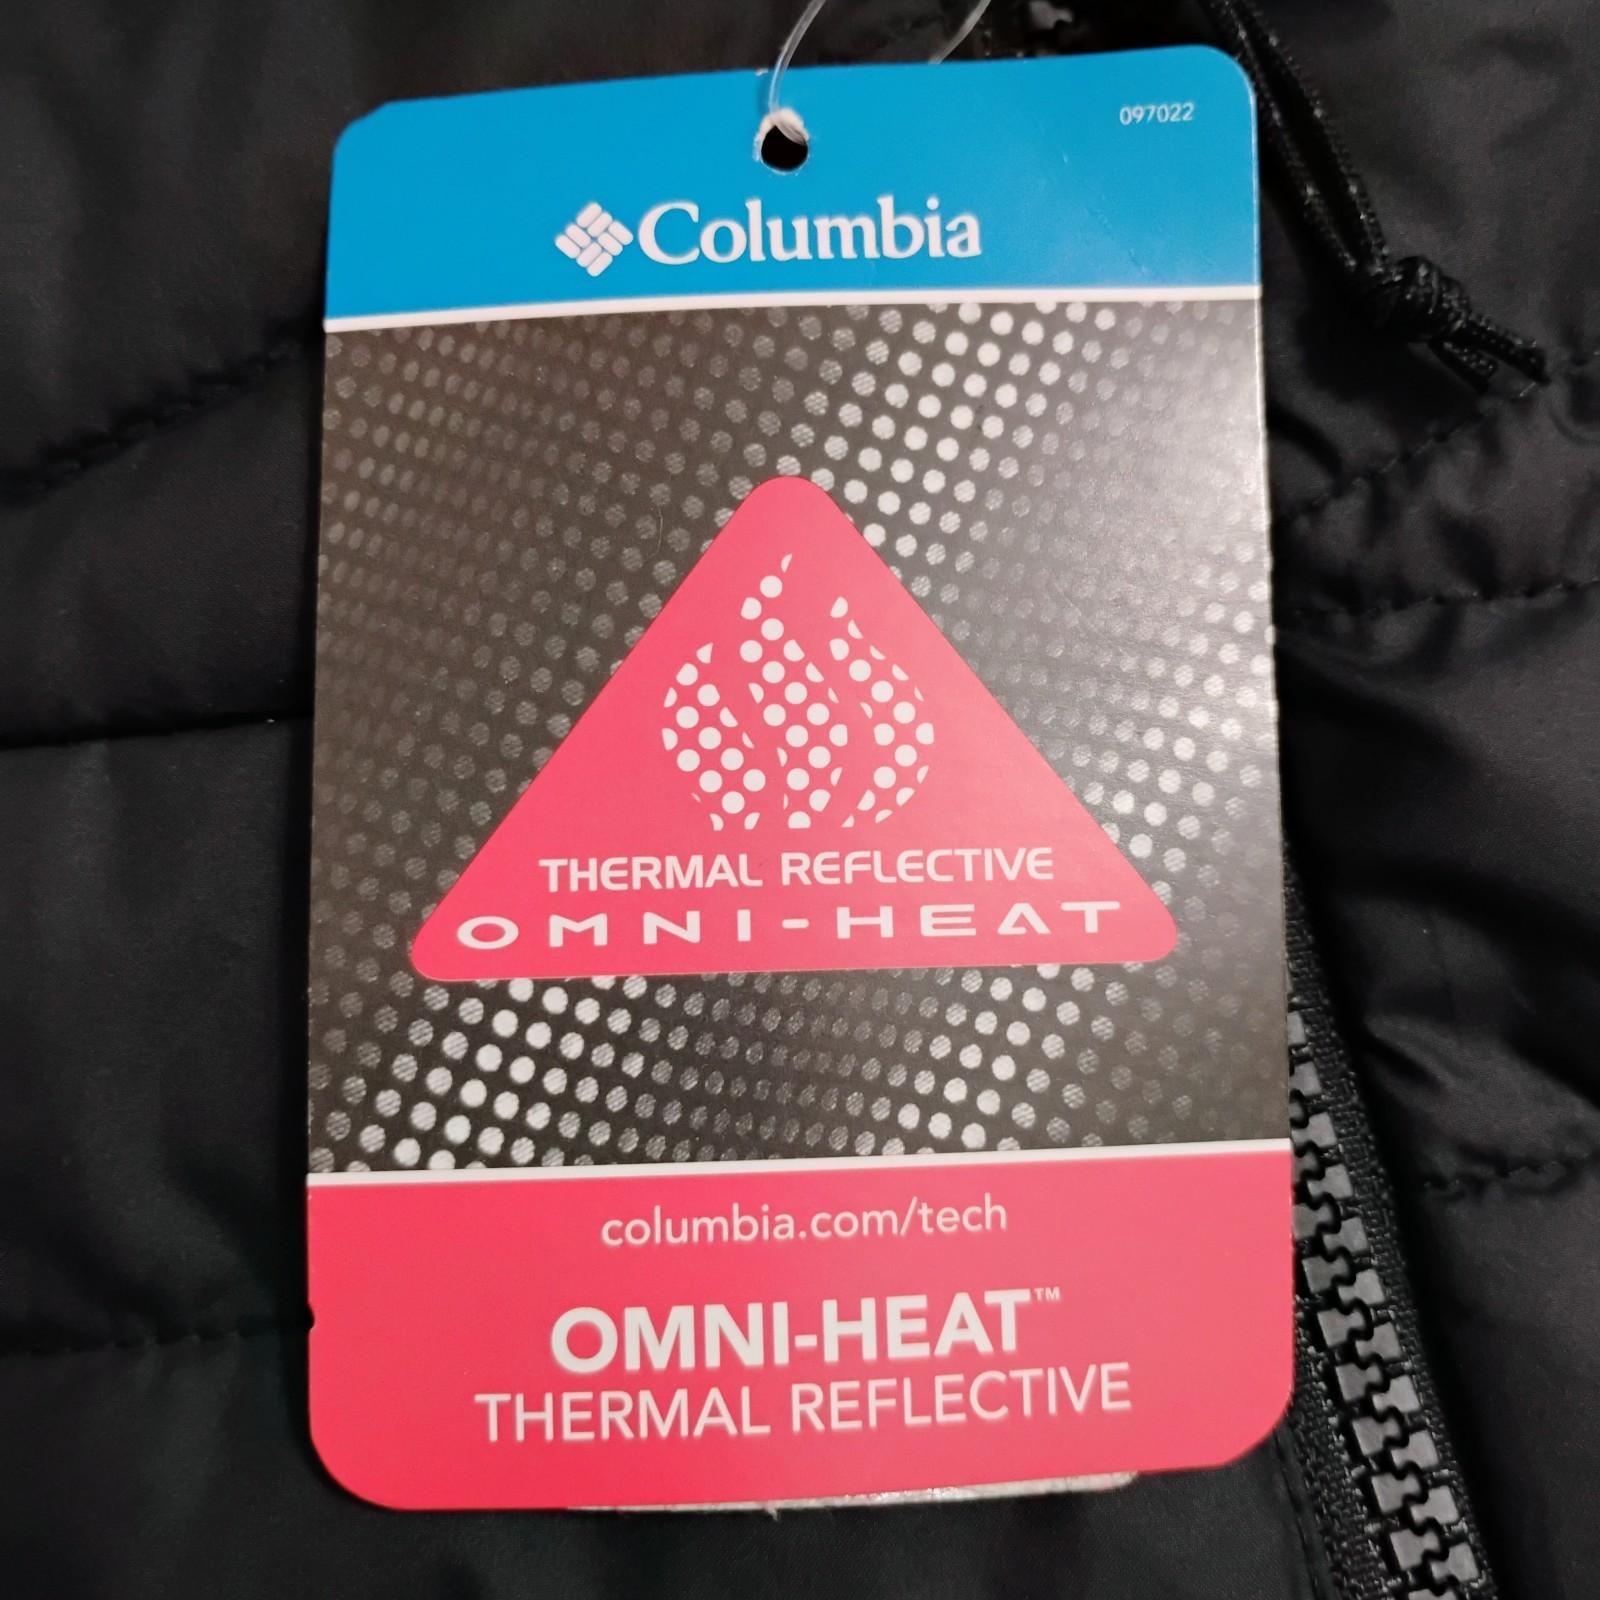 097022
Columbia
THERMAL REFLECTIVE
OMNI-HEAT
columbia.com/tech
OMNI-HEAT™
THERMAL REFLECTIVE